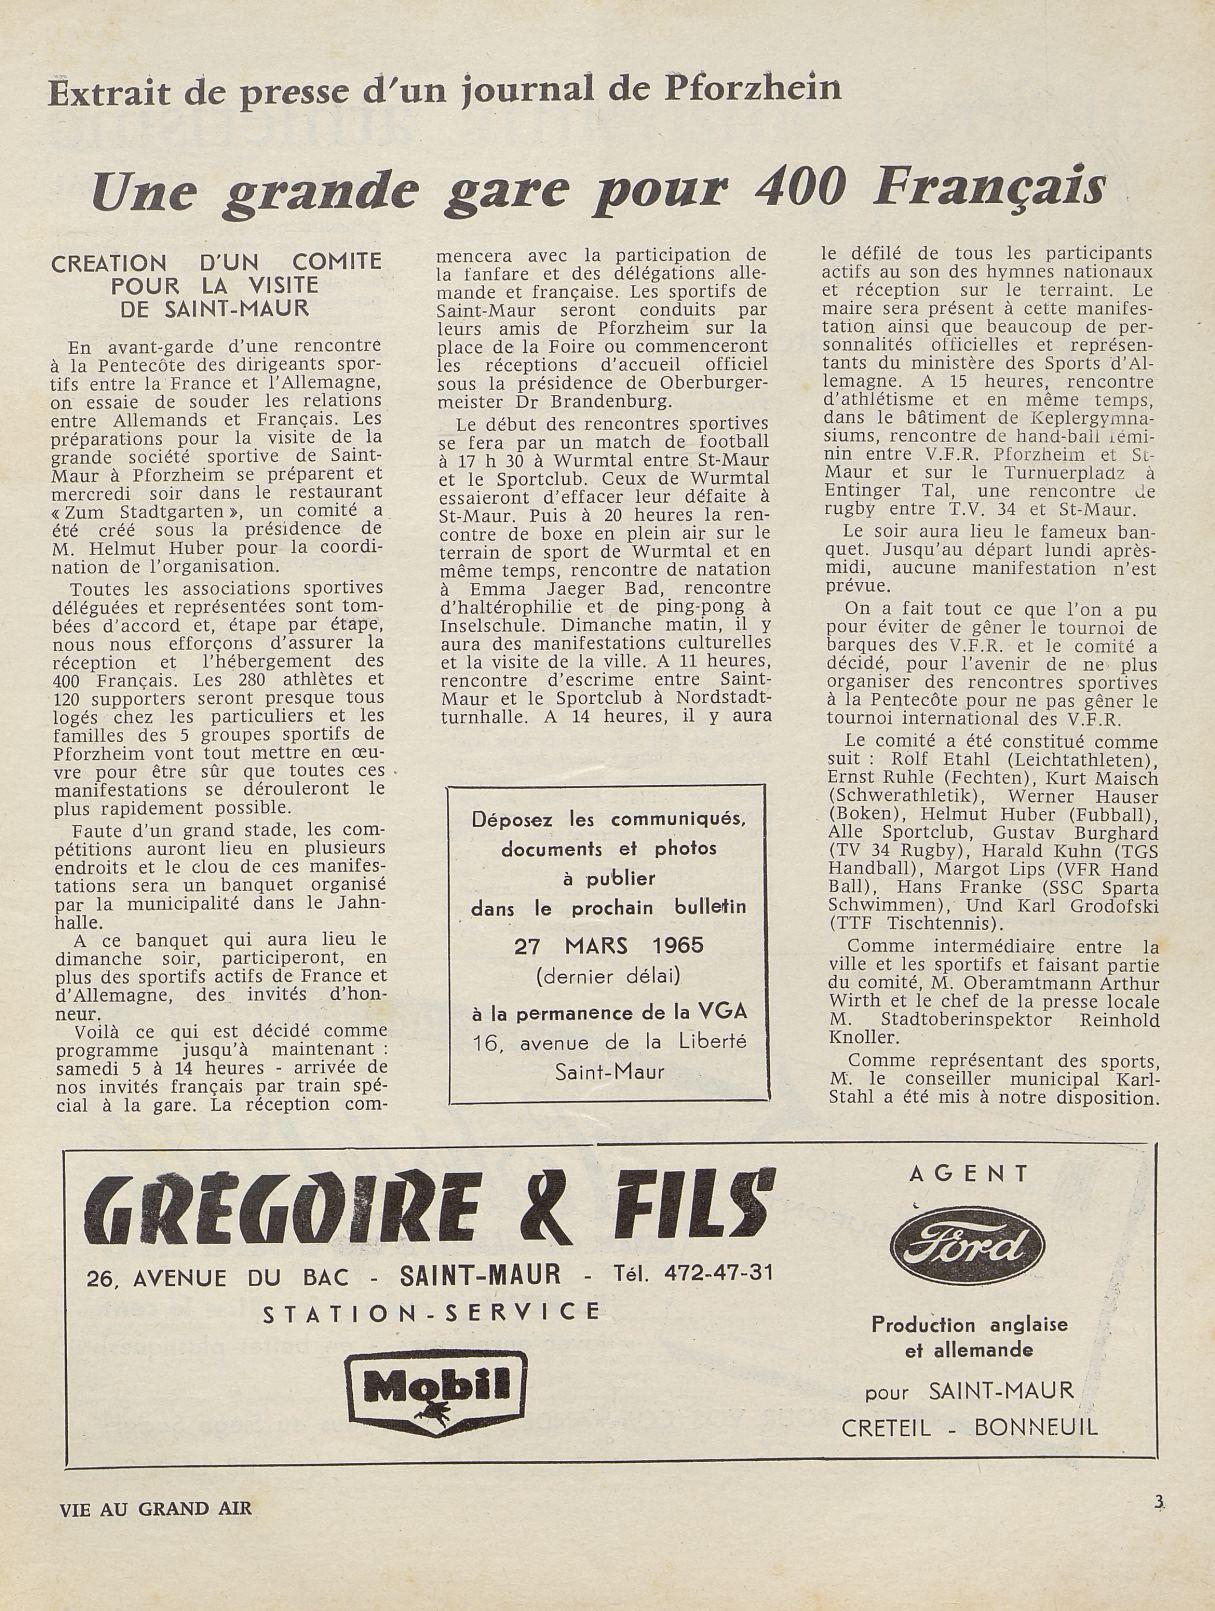 Extrait de presse d'un journal de Pforzhein
Une grande gare pour 400 Français
CREATION D'UN COMITE
POUR LA VISITE
DE SAINT-MAUR
En avant-garde d'une rencontre
à la Pentecôte des dirigeants spor-
tifs entre la France et l'Allemagne,
on essaie de souder les relations
entre Allemands et Français. Les
préparations pour la visite de la
grande société sportive de Saint-
Maur à Pforzheim se préparent et
mercredi soir dans le restaurant
« Zum Stadtgarten », un comité a
été créé sous la présidence de
M. Helmut Huber pour la coordi-
nation de l'organisation.
Toutes les associations sportives
déléguées et représentées sont tom-
bées d'accord et, étape par étape,
nous nous efforçons d'assurer la
réception et l'hébergement des
400 Français. Les 280 athlètes et
120 supporters seront presque tous
logés chez les particuliers et les
familles des 5 groupes sportifs de
Pforzheim vont tout mettre en œu-
vre pour être sûr que toutes ces
manifestations se dérouleront le
plus rapidement possible.
Faute d'un grand stade, les com-
pétitions auront lieu en plusieurs
endroits et le clou de ces manifes-
tations sera un banquet organisé
par la municipalité dans le Jahn-
halle.
A ce banquet qui aura lieu le
dimanche soir, participeront, en
plus des sportifs actifs de France et
d'Allemagne, des invités d'hon-
neur.
Voilà ce qui est décidé comme
programme jusqu'à maintenant :
samedi 5 à 14 heures - arrivée de
nos invités français par train spé-
cial à la gare. La réception com-
mencera avec la participation de
la fanfare et des délégations alle-
mande et française. Les sportifs de
Saint-Maur seront conduits par
leurs amis de Pforzheim sur la
place de la Foire ou commenceront
les réceptions d'accueil officiel
sous la présidence de Oberburger-
meister Dr Brandenburg.
Le début des rencontres sportives
se fera par un match de football
à 17 h 30 à Wurmtal entre St-Maur
et le Sportclub. Ceux de Wurmtal
essaieront d'effacer leur défaite à
St-Maur. Puis à 20 heures la ren-
contre de boxe en plein air sur le
terrain de sport de Wurmtal et en
même temps, rencontre de natation
à Emma Jaeger Bad, rencontre
d'haltérophilie et de ping-pong à
Inselschule. Dimanche matin, il y
aura des manifestations culturelles
et la visite de la ville. A 11 heures,
rencontre d'escrime entre Saint-
Maur et le Sportclub à Nordstadt-
turnhalle. A 14 heures, il y aura
Déposez les communiqués,
documents et photos
à publier
dans le prochain bulletin
27 MARS 1965
(dernier délai)
à la permanence de la VGA
16, avenue de la Liberté
Saint-Maur
le défilé de tous les participants
actifs au son des hymnes nationaux
et réception sur le terraint. Le
maire sera présent à cette manifes-
tation ainsi que beaucoup de per-
sonnalités officielles et représen-
tants du ministère des Sports d'Al-
lemagne. A 15 heures, rencontre
d'athlétisme et en même temps,
dans le bâtiment de Keplergymna-
siums, rencontre de hand-ball fémi-
nin entre V.F.R. Pforzheim et St-
Maur et sur le Turnuerpladz à
Entinger Tal, une rencontre de
rugby entre T.V. 34 et St-Maur.
Le soir aura lieu le fameux ban-
quet. Jusqu'au départ lundi après-
midi, aucune manifestation n'est
prévue.
On a fait tout ce que l'on a pu
pour éviter de gêner le tournoi de
barques des V.F.R. et le comité a
décidé, pour l'avenir de ne plus
organiser des rencontres sportives
à la Pentecôte pour ne pas gêner le
tournoi international des V.F.R.
Le comité a été constitué comme
suit : Rolf Etahl (Leichtathleten),
Ernst Ruhle (Fechten), Kurt Maisch
(Schwerathletik), Werner Hauser
(Boken), Helmut Huber (Fubball),
Alle Sportclub, Gustav Burghard
(TV 34 Rugby), Harald Kuhn (TGS
Handball), Margot Lips (VFR Hand
Ball), Hans Franke (SSC Sparta
Schwimmen), Und Karl Grodofski
(TTF Tischtennis).
Comme intermédiaire entre la
ville et les sportifs et faisant partie
du comité, M. Oberamtmann Arthur
Wirth et le chef de la presse locale
M. Stadtoberinspektor Reinhold
Knoller.
Comme représentant des sports,
M. le conseiller municipal Karl-
Stahl a été mis à notre disposition.
GRÉGOIRE & FILS
26, AVENUE DU BAC - SAINT-MAUR - Tél. 472-47-31
STATION-SERVICE
Mobil
AGENT
Ford
Production anglaise
et allemande
pour SAINT-MAUR
CRETEIL - BONNEUIL
VIE AU GRAND AIR
3